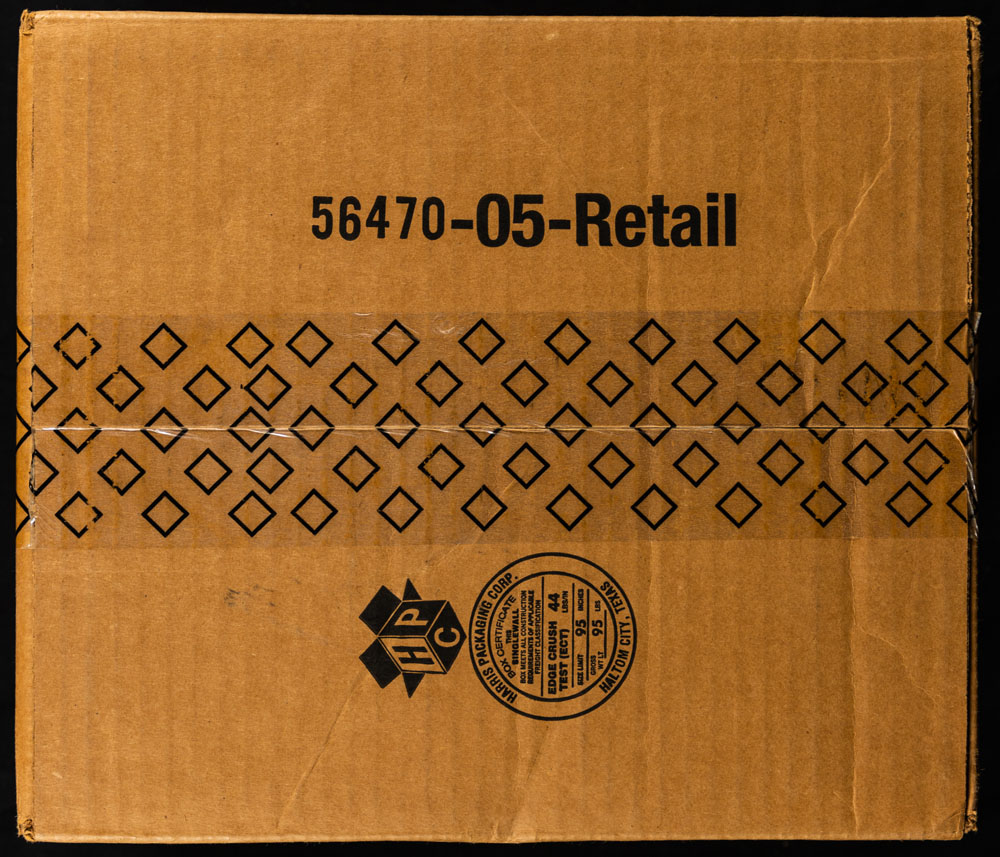 56470-05-Retail
HPC
HARRIS PACKAGING CORP.
BOX CERTIFICATE
THIS
SINGLEWALL
BOX MEETS ALL CONSTRUCTION
REQUIREMENTS OF APPLICABLE
FREIGHT CLASSIFICATION
EDGE CRUSH 44 LBS/IN
TEST (ECT)
SIZE LIMIT 95 INCHES
GROSS
WT LT 95 LBS
HALTOM CITY, TEXAS